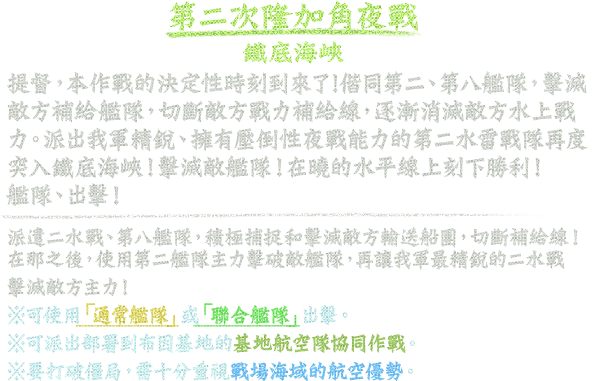 第二次隆加角夜戰
鐵底海峽
提督，本作戰的決定性時刻到來了！偕同第二、第八艦隊，擊滅
敵方補給艦隊，切斷敵方戰力補給線，逐漸消滅敵方水上戰
力。派出我軍精銳、擁有壓倒性夜戰能力的第二水雷戰隊再度
突入鐵底海峽！擊滅敵艦隊！在曉的水平線上刻下勝利！
艦隊、出擊！
派遣二水戰、第八艦隊，積極捕捉和擊滅敵方輸送船團，切斷補給線！
在那之後，使用第二艦隊主力擊破敵艦隊，再讓我軍最精銳的二水戰
擊滅敵方主力！
※可使用「通常艦隊」或「聯合艦隊」出擊。
※可派出部署到布因基地的基地航空隊協同作戰。
※要打破僵局，需十分重視戰場海域的航空優勢。